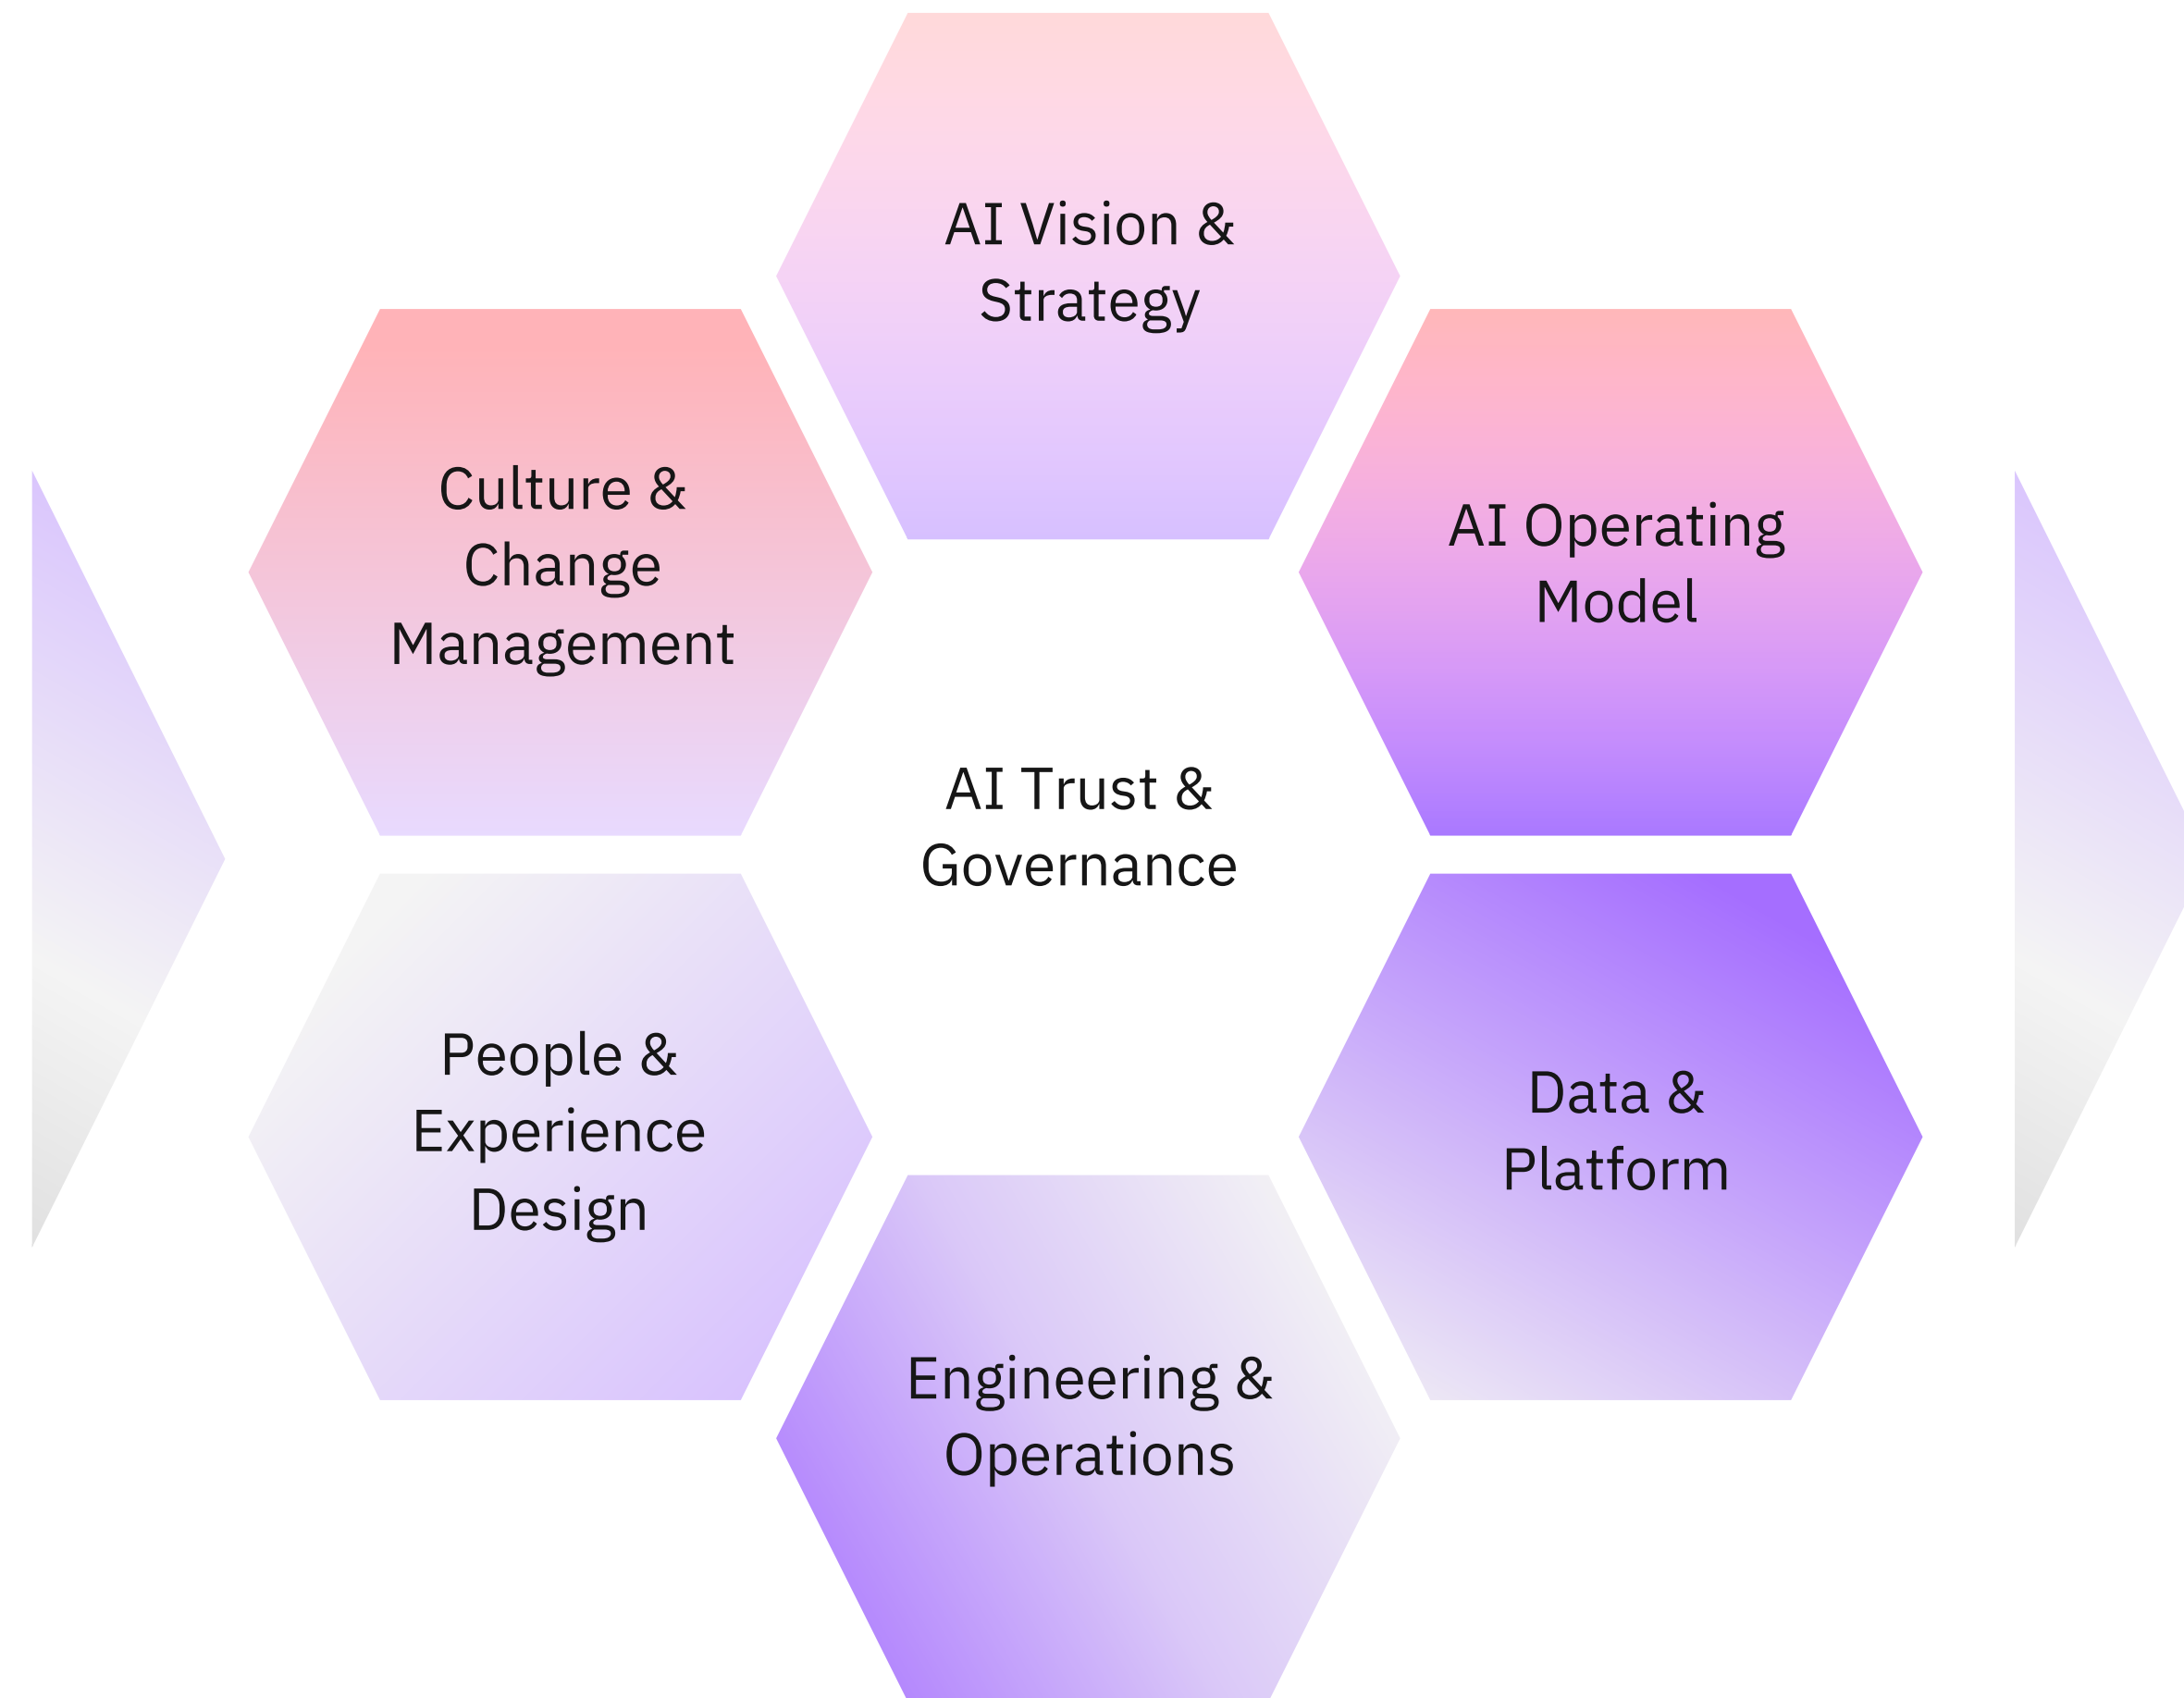 AI Vision &
Strategy
Culture &
Change
Management
AI Operating
Model
AI Trust &
Governance
People &
Experience
Design
Data &
Platform
Engineering &
Operations